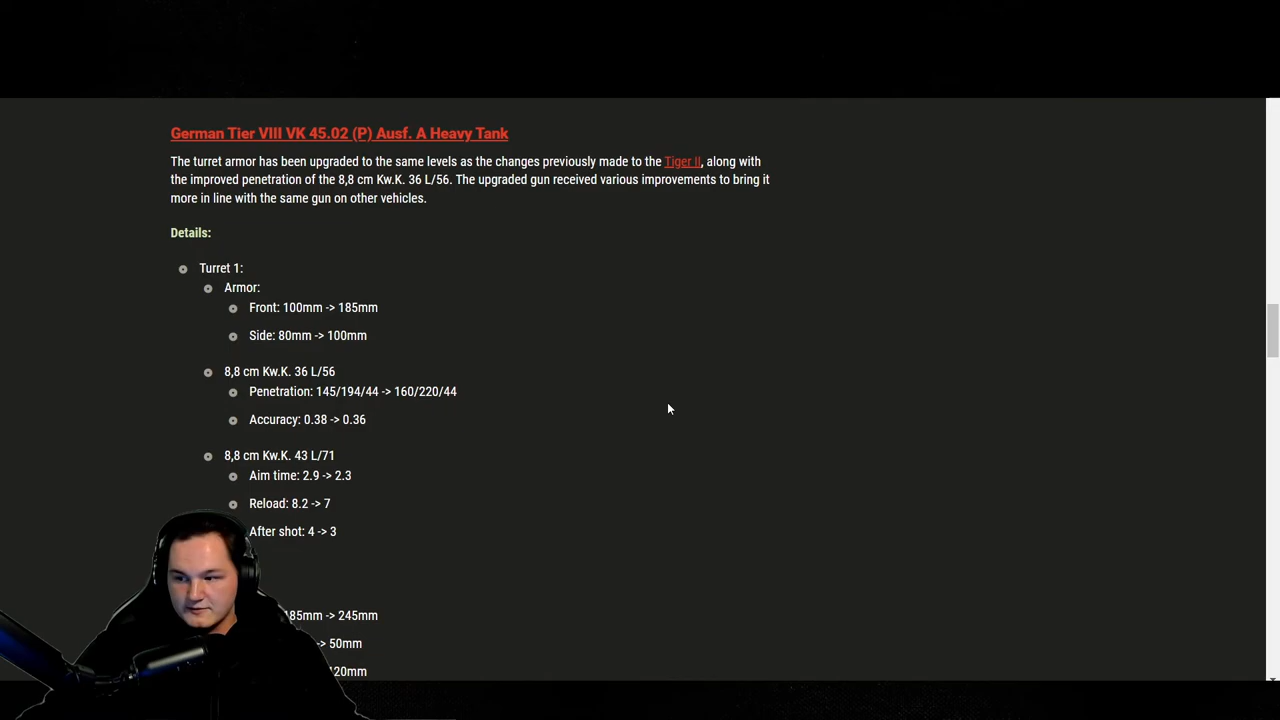 German Tier VIII VK 45.02 (P) Ausf. A Heavy Tank
The turret armor has been upgraded to the same levels as the changes previously made to the Tiger II, along with
the improved penetration of the 8,8 cm Kw.K. 36 L/56. The upgraded gun received various improvements to bring it
more in line with the same gun on other vehicles.
Details:
Turret 1:
Armor:
Front: 100mm -> 185mm
Side: 80mm -> 100mm
8,8 cm Kw.K. 36 L/56
Penetration: 145/194/44 -> 160/220/44
Accuracy: 0.38 -> 0.36
8,8 cm Kw.K. 43 L/71
Aim time: 2.9 -> 2.3
Reload: 8.2 -> 7
After shot: 4 -> 3
185mm -> 245mm
-> 50mm
120mm